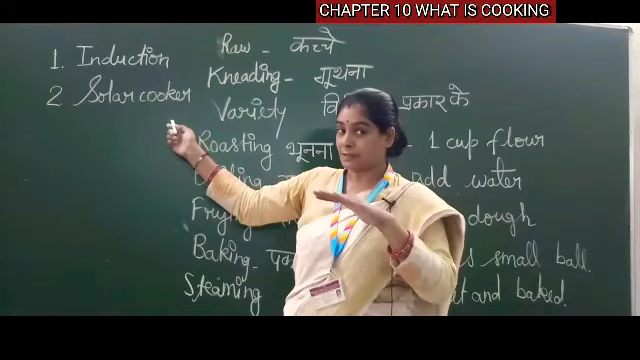 CHAPTER 10 WHAT IS COOKING
1. Induction
2. Solar cooker
Raw - कच्चे
Kneading - गूथना
Variety
प्रकार के
Roasting भूनना
Frying
Baking -
Steaming
1 cup flour
add water
dough
small ball.
and baked.